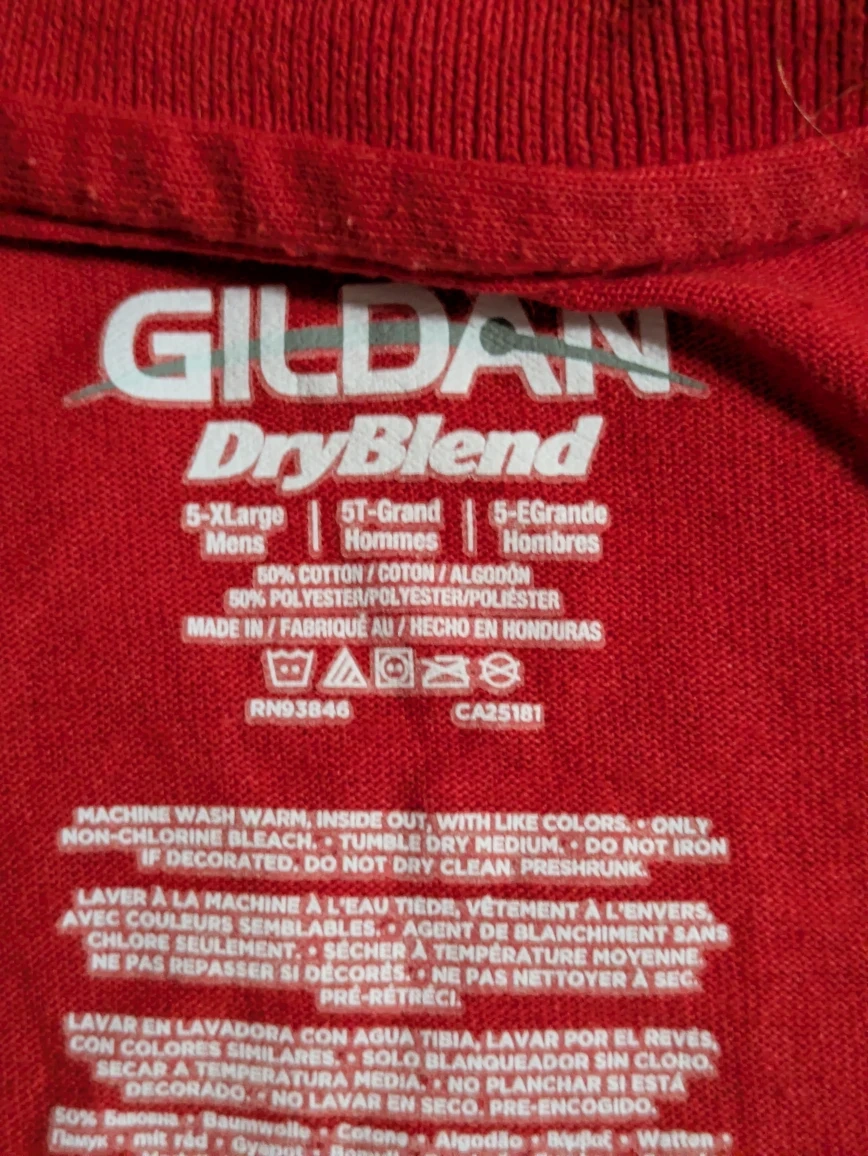 GILDAN
DryBlend
5-XLarge | 5T-Grand | 5-EGrande
Mens | Hommes | Hombres
50% COTTON / COTON / ALGODÓN
50% POLYESTER/POLYESTER/POLIÉSTER
MADE IN / FABRIQUÉ AU / HECHO EN HONDURAS
RN93846 CA25181
MACHINE WASH WARM, INSIDE OUT, WITH LIKE COLORS. • ONLY
NON-CHLORINE BLEACH. • TUMBLE DRY MEDIUM. • DO NOT IRON
IF DECORATED. DO NOT DRY CLEAN. PRESHRUNK.
LAVER À LA MACHINE À L'EAU TIÈDE, VÊTEMENT À L'ENVERS,
AVEC COULEURS SEMBLABLES. • AGENT DE BLANCHIMENT SANS
CHLORE SEULEMENT. • SÉCHER À TEMPÉRATURE MOYENNE
NE PAS REPASSER SI DÉCORÉS. • NE PAS NETTOYER À SEC.
PRÉ-RÉTRÉCI.
LAVAR EN LAVADORA CON AGUA TIBIA, LAVAR POR EL REVÉS,
CON COLORES SIMILARES. • SOLO BLANQUEADOR SIN CLORO.
SECAR A TEMPERATURA MEDIA. • NO PLANCHAR SI ESTÁ
DECORADO. • NO LAVAR EN SECO. PRE-ENCOGIDO.
50% Бавовна • Baumwolle • Cotone • Algodão • Βαμβάκι • Watten •
Памук • mít rád • Gyapot